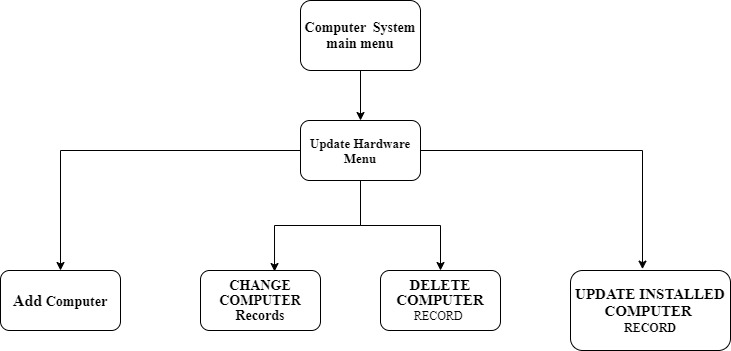 Computer System
main menu
Update Hardware
Menu
Add Computer
CHANGE
COMPUTER
Records
DELETE
COMPUTER
RECORD
UPDATE INSTALLED
COMPUTER
RECORD